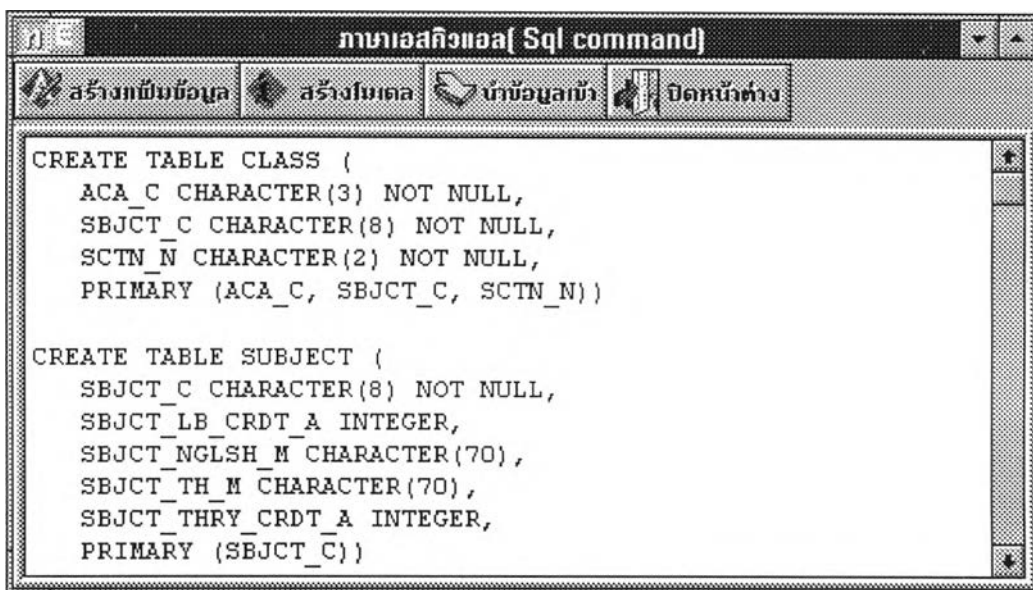 ภาษาเอสคิวแอล( Sql command)
สร้างแฟ้มข้อมูล สร้างโมเดล นำข้อมูลเข้า ปิดหน้าต่าง
CREATE TABLE CLASS (
ACA_C CHARACTER(3) NOT NULL,
SBJCT_C CHARACTER(8) NOT NULL,
SCTN_N CHARACTER(2) NOT NULL,
PRIMARY (ACA_C, SBJCT_C, SCTN_N))
CREATE TABLE SUBJECT (
SBJCT_C CHARACTER(8) NOT NULL,
SBJCT_LB_CRDT_A INTEGER,
SBJCT_NGLSH_M CHARACTER(70),
SBJCT_TH_M CHARACTER(70),
SBJCT_THRY_CRDT_A INTEGER,
PRIMARY (SBJCT_C))